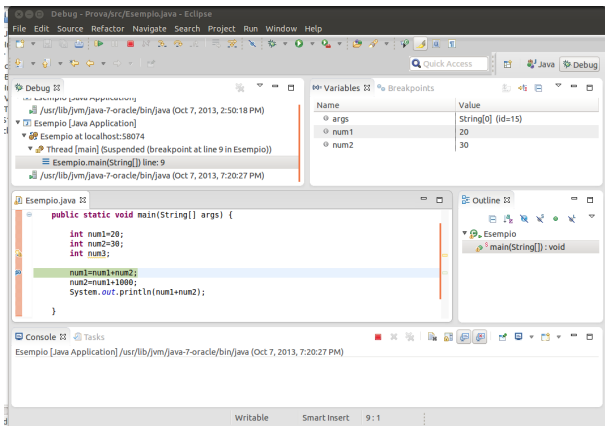 Debug - Prova/src/Esempio.java - Eclipse
File Edit Source Refactor Navigate Search Project Run Window Help
Quick Access
Java
Debug
Debug
/usr/lib/jvm/java-7-oracle/bin/java (Oct 7, 2013, 2:50:18 PM)
Esempio [Java Application]
Esempio at localhost:58074
Thread [main] (Suspended (breakpoint at line 9 in Esempio))
Esempio.main(String[]) line: 9
/usr/lib/jvm/java-7-oracle/bin/java (Oct 7, 2013, 7:20:27 PM)
Variables Breakpoints
Name Value
args String[0] (id=15)
num1 20
num2 30
Esempio.java
public static void main(String[] args) {
int num1=20;
int num2=30;
int num3;
num1=num1+num2;
num2=num1+1000;
System.out.println(num1+num2);
}
Outline
Esempio
main(String[]) : void
Console Tasks
Esempio [Java Application] /usr/lib/jvm/java-7-oracle/bin/java (Oct 7, 2013, 7:20:27 PM)
Writable Smart Insert 9 : 1